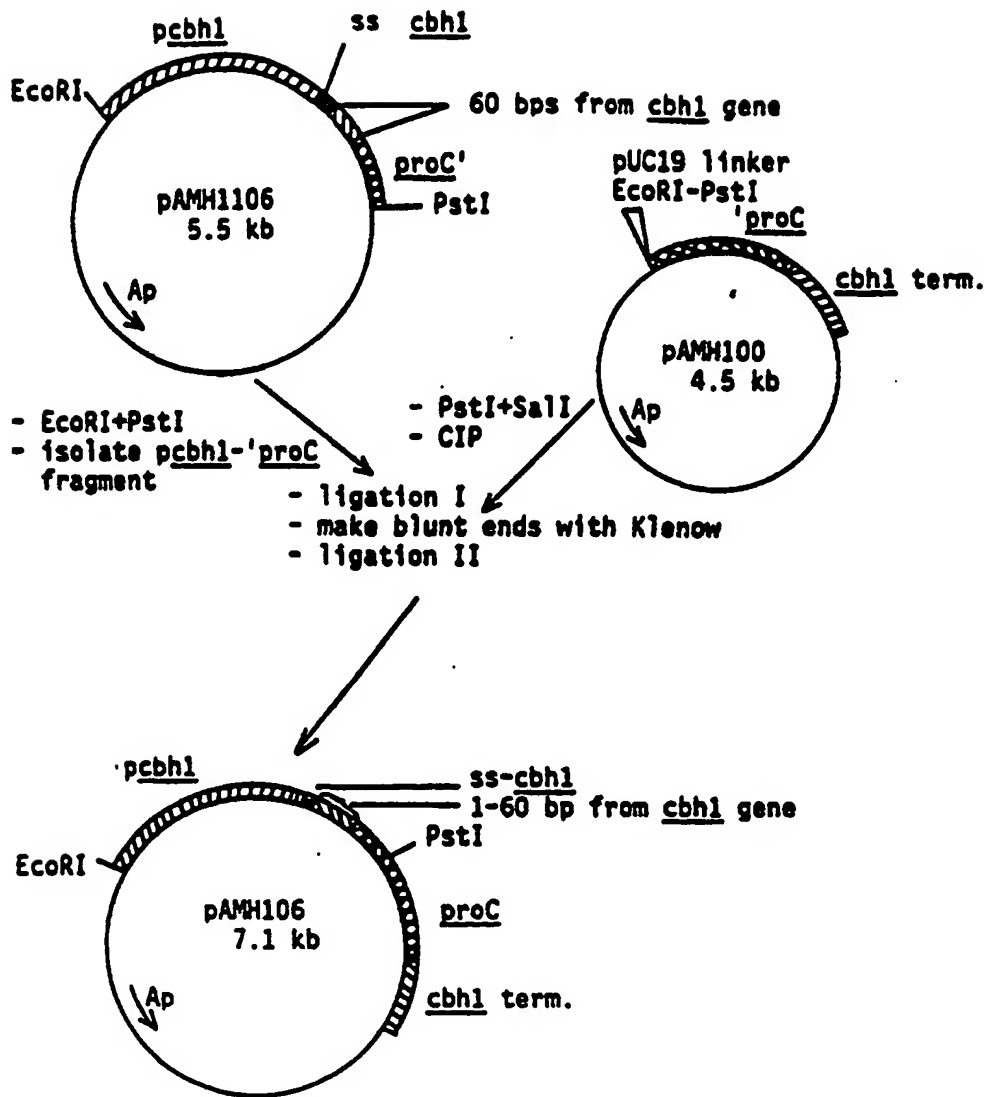 pcbh1
ss cbh1
EcoRI
60 bps from cbh1 gene
proC'
PstI
pAMH1106
5.5 kb
Ap
pUC19 linker
EcoRI-PstI
'proC
cbh1 term.
pAMH100
4.5 kb
Ap
- EcoRI+PstI
- isolate pcbh1-'proC
fragment
- PstI+SalI
- CIP
- ligation I
- make blunt ends with Klenow
- ligation II
pcbh1
ss-cbh1
1-60 bp from cbh1 gene
PstI
EcoRI
pAMH106
7.1 kb
proC
Ap
cbh1 term.